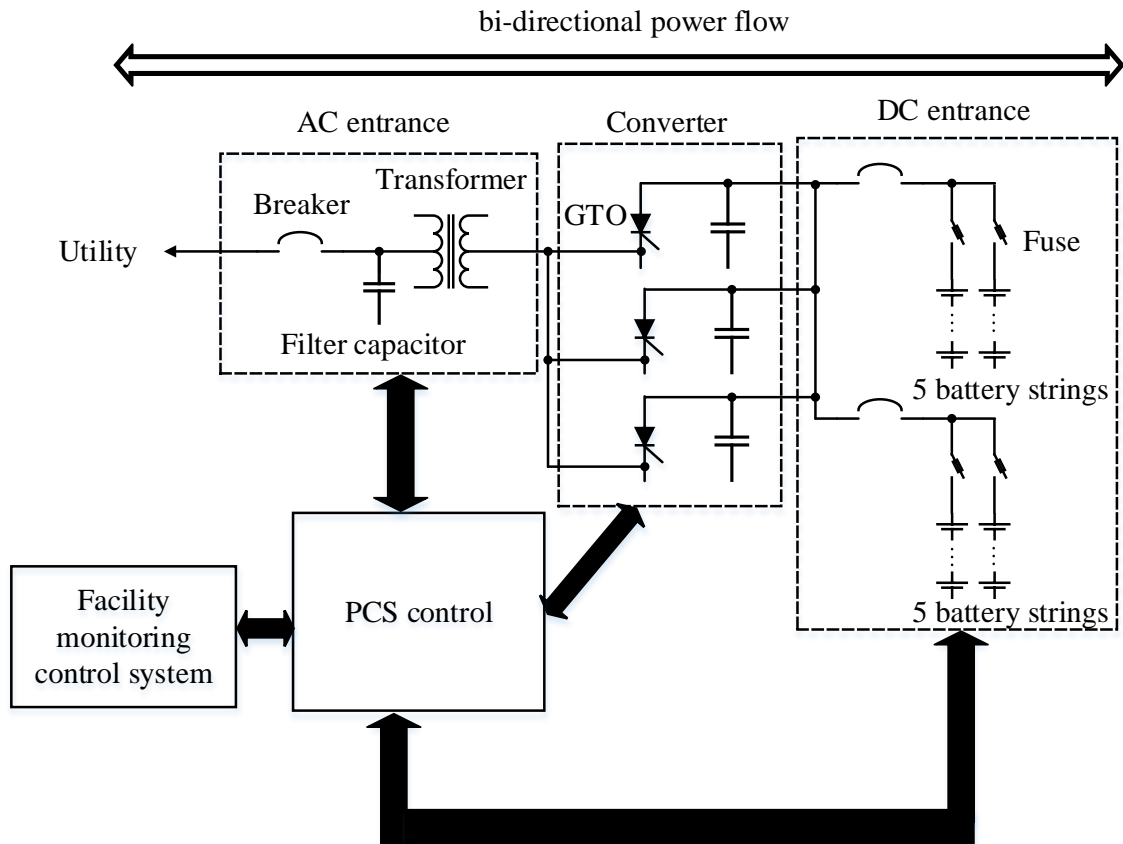 bi-directional power flow
AC entrance
Converter
DC entrance
Transformer
Breaker
GTO
Utility
Fuse
Filter capacitor
5 battery strings
5 battery strings
PCS control
Facility
monitoring
control system